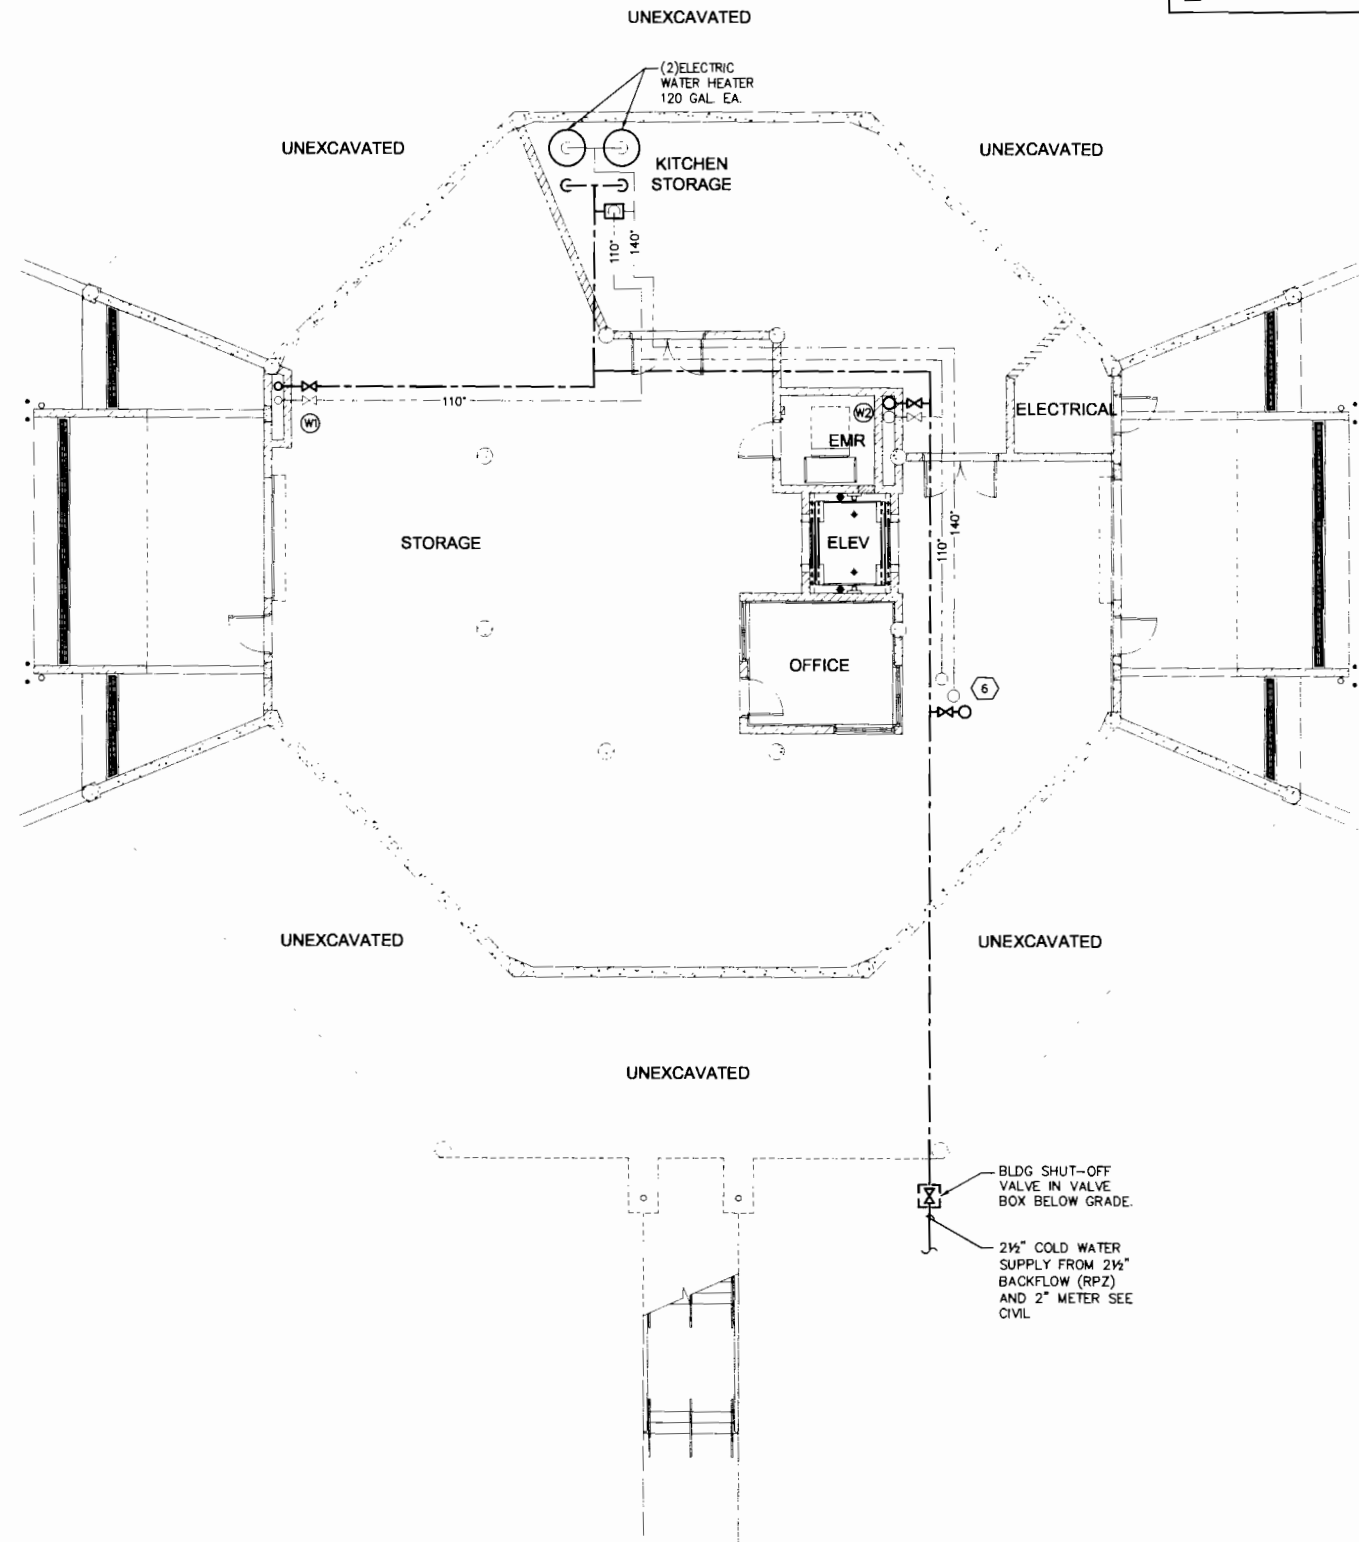 UNEXCAVATED
(2)ELECTRIC
WATER HEATER
120 GAL. EA.
UNEXCAVATED
UNEXCAVATED
KITCHEN
STORAGE
110°
140°
110°
W1
W2
EMR
ELECTRICAL
STORAGE
ELEV
110°
140°
OFFICE
6
UNEXCAVATED
UNEXCAVATED
UNEXCAVATED
BLDG SHUT-OFF
VALVE IN VALVE
BOX BELOW GRADE.
2½" COLD WATER
SUPPLY FROM 2½"
BACKFLOW (RPZ)
AND 2" METER SEE
CIVIL